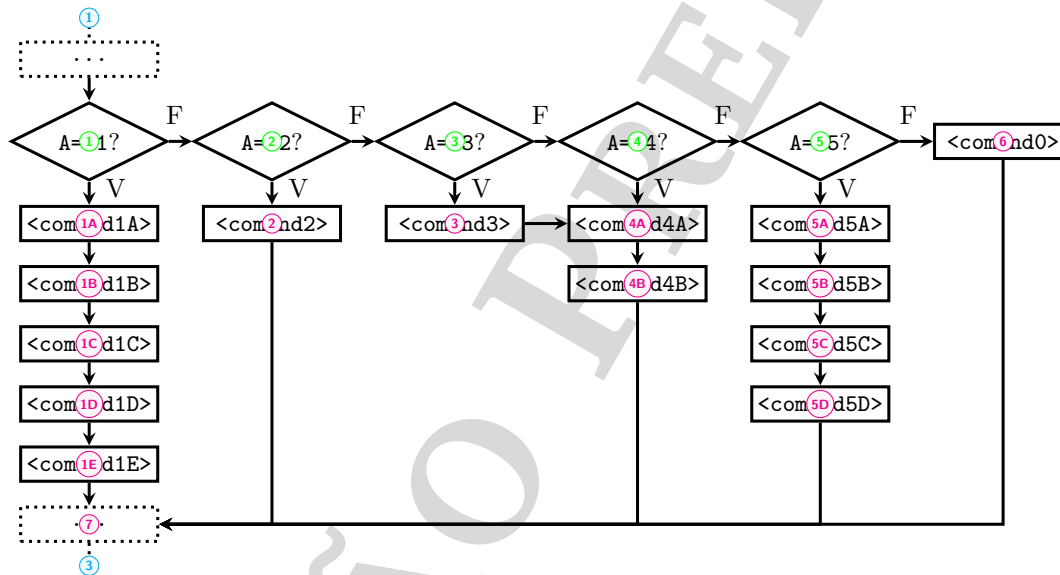 1
...
F F F F F
A= 1 1? A= 2 2? A= 3 3? A= 4 4? A= 5 5? <com 6 nd0>
V V V V V
<com 1A d1A> <com 2 nd2> <com 3 nd3> <com 4A d4A> <com 5A d5A>
<com 1B d1B> <com 4B d4B> <com 5B d5B>
<com 1C d1C> <com 5C d5C>
<com 1D d1D> <com 5D d5D>
<com 1E d1E>
7
3
ÃO PRE